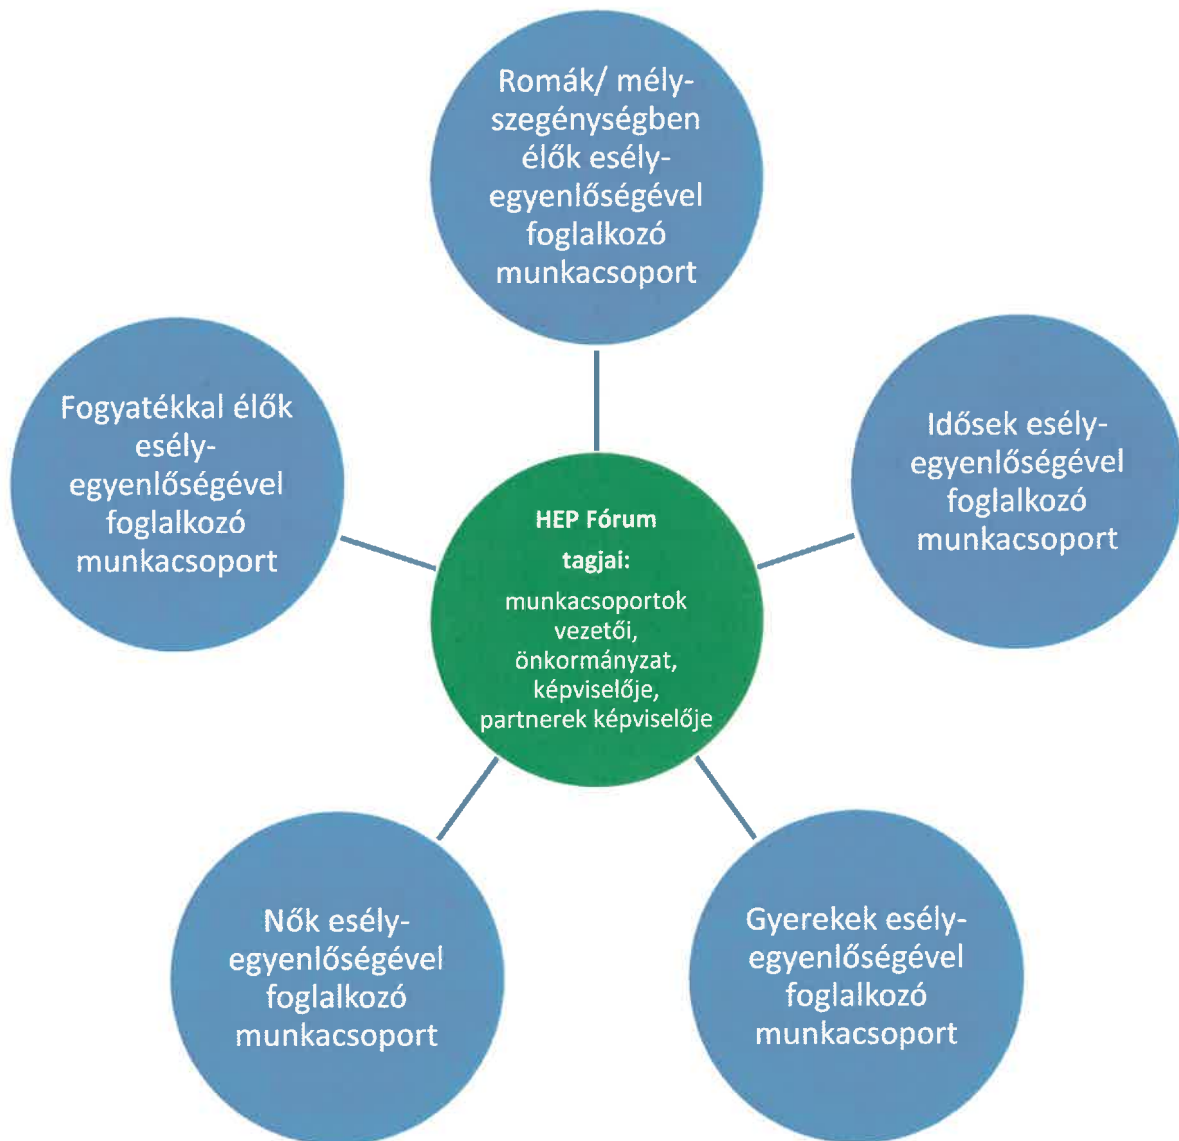 Romák/ mély-
szegénységben
élők esély-
egyenlőségével
foglalkozó
munkacsoport
Fogyatékkal élők
esély-
egyenlőségével
foglalkozó
munkacsoport
Idősek esély-
egyenlőségével
foglalkozó
munkacsoport
HEP Fórum
tagjai:
munkacsoportok
vezetői,
önkormányzat,
képviselője,
partnerek képviselője
Nők esély-
egyenlőségével
foglalkozó
munkacsoport
Gyerekek esély-
egyenlőségével
foglalkozó
munkacsoport